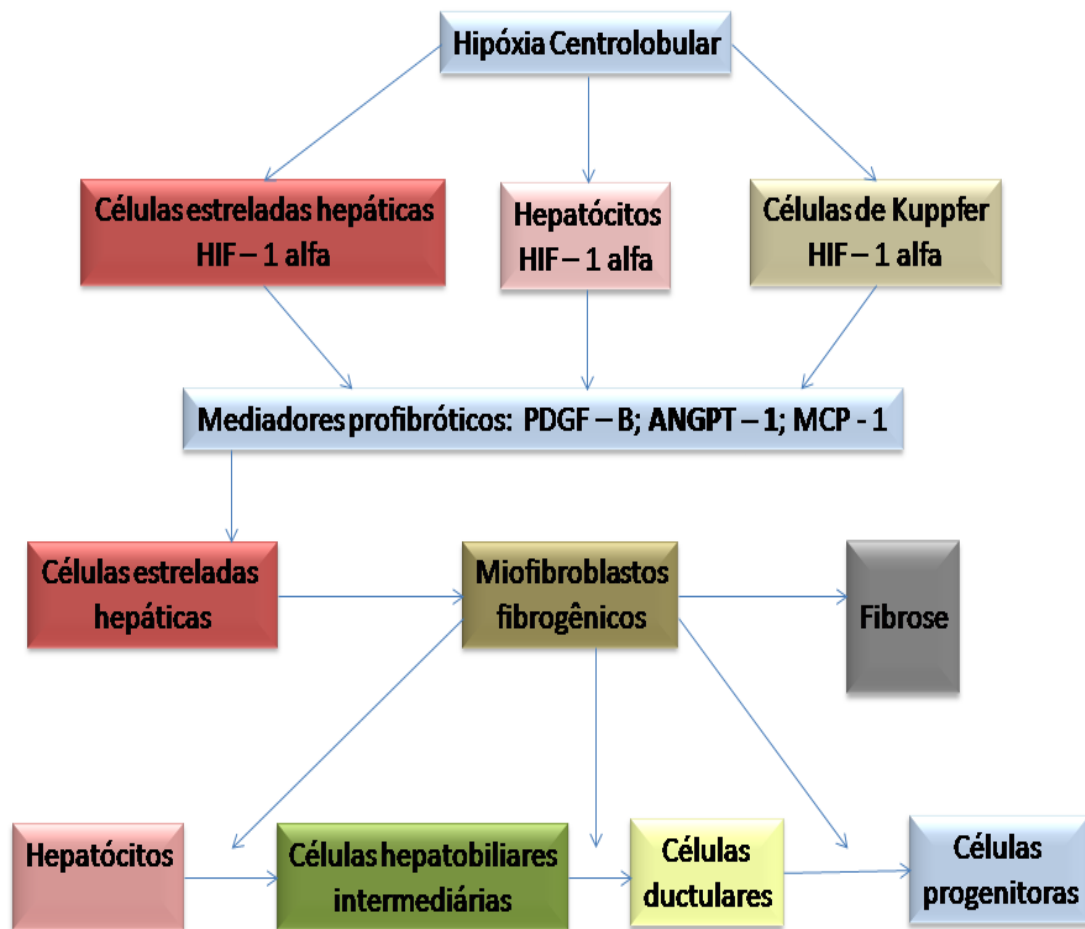 Hipóxia Centrolobular
Células estreladas hepáticas
HIF – 1 alfa
Hepatócitos
HIF – 1 alfa
Células de Kuppfer
HIF – 1 alfa
Mediadores profibróticos: PDGF – B; ANGPT – 1; MCP - 1
Células estreladas
hepáticas
Miofibroblastos
fibrogênicos
Fibrose
Hepatócitos
Células hepatobiliares
intermediárias
Células
ductulares
Células
progenitoras